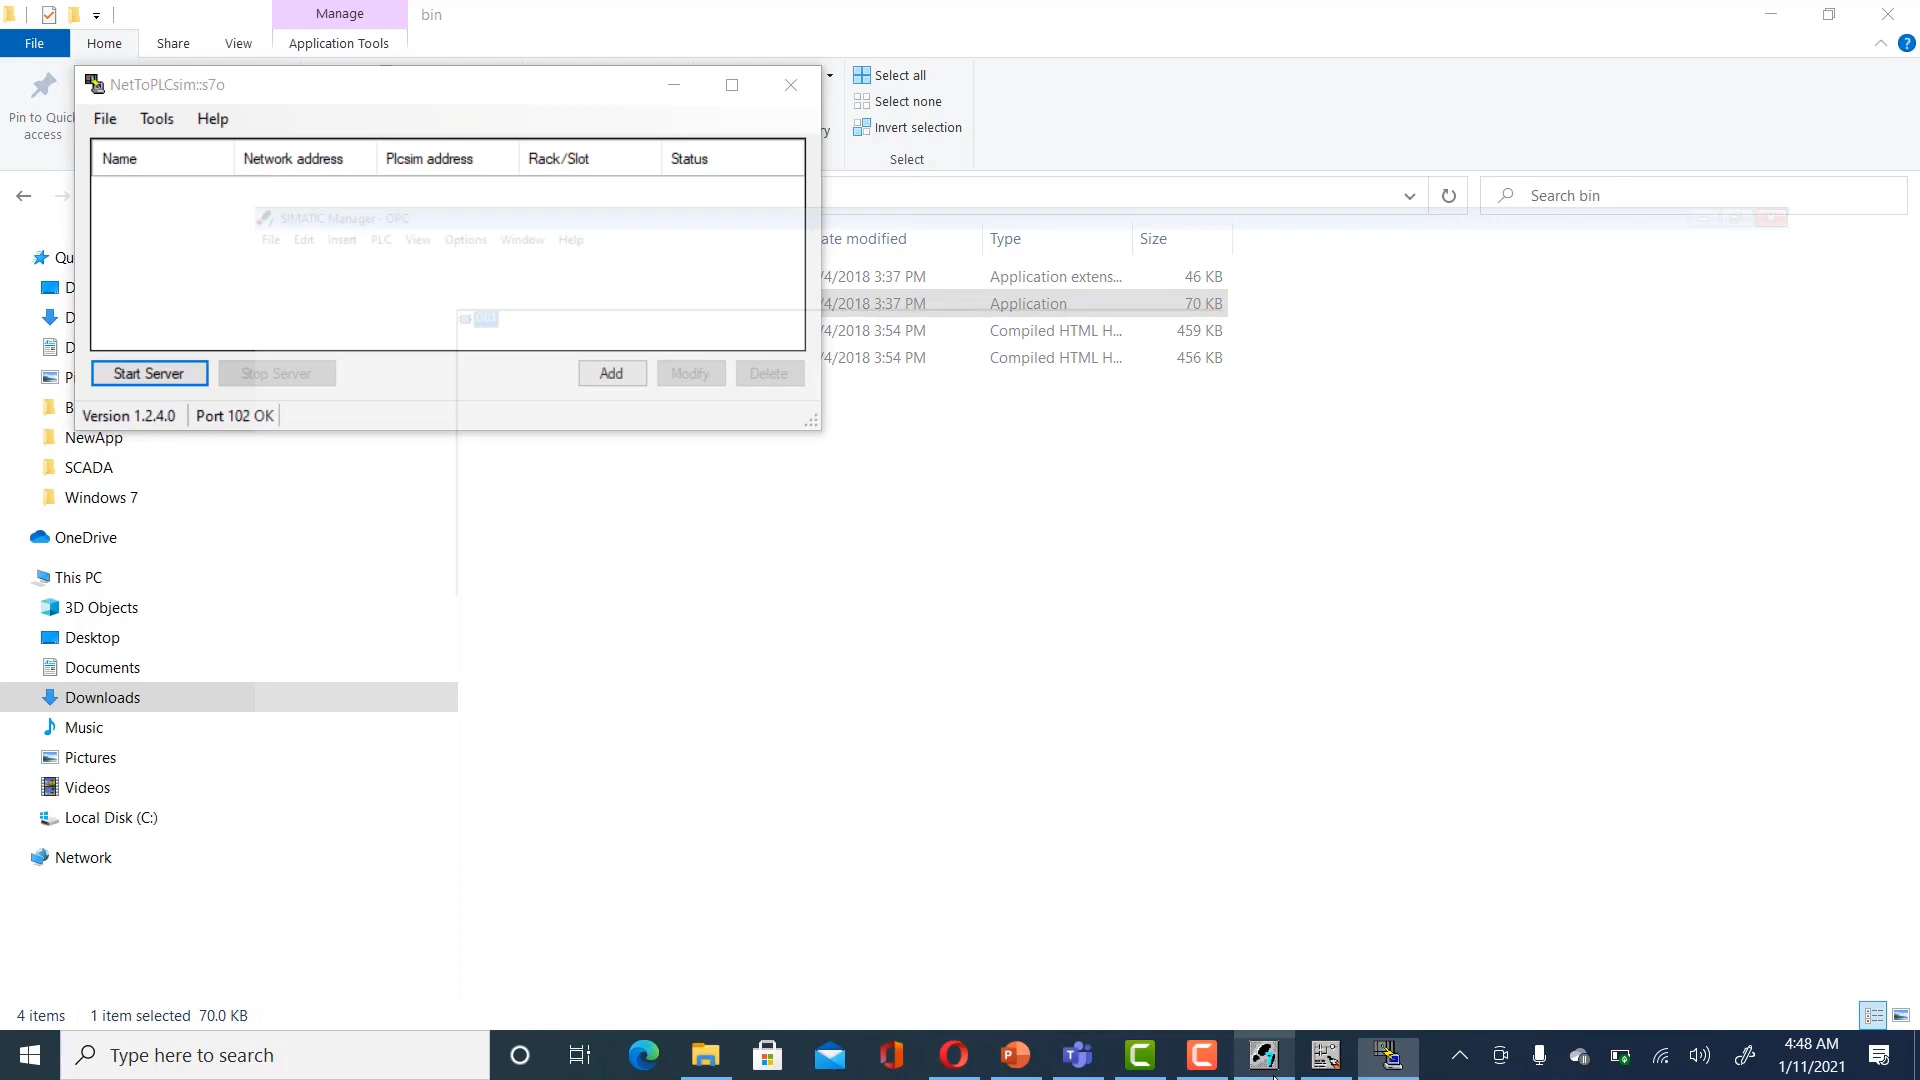 Manage
bin
File
Home
Share
View
Application Tools
Pin to Quick
access
NetToPLCsim::s7o
File Tools Help
Name Network address Plcsim address Rack/Slot Status
SIMATIC Manager - OPC
File Edit Insert PLC View Options Window Help
OB1
Start Server
Stop Server
Add
Modify
Delete
Version 1.2.4.0
Port 102 OK
Select all
Select none
Invert selection
Select
Search bin
ate modified Type Size
/4/2018 3:37 PM Application extens... 46 KB
/4/2018 3:37 PM Application 70 KB
/4/2018 3:54 PM Compiled HTML H... 459 KB
/4/2018 3:54 PM Compiled HTML H... 456 KB
Qu
D
D
D
P
B
NewApp
SCADA
Windows 7
OneDrive
This PC
3D Objects
Desktop
Documents
Downloads
Music
Pictures
Videos
Local Disk (C:)
Network
4 items 1 item selected 70.0 KB
Type here to search
4:48 AM
1/11/2021